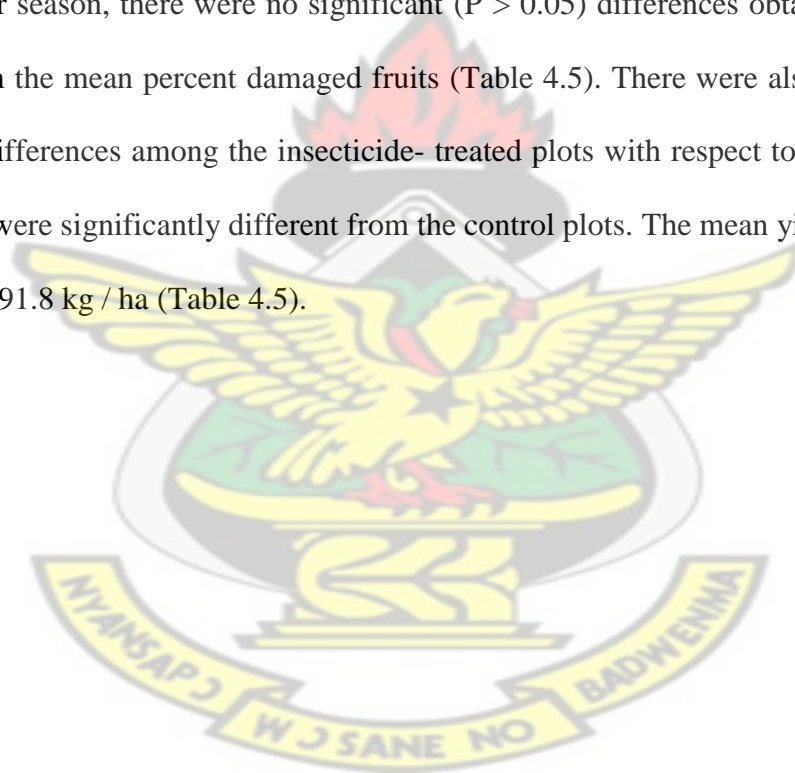 r season, there were no significant (P > 0.05) differences obta
n the mean percent damaged fruits (Table 4.5). There were als
ifferences among the insecticide- treated plots with respect to
were significantly different from the control plots. The mean yi
91.8 kg / ha (Table 4.5).
NYANSAPƆ
WƆ SANE NO
BADWENMA